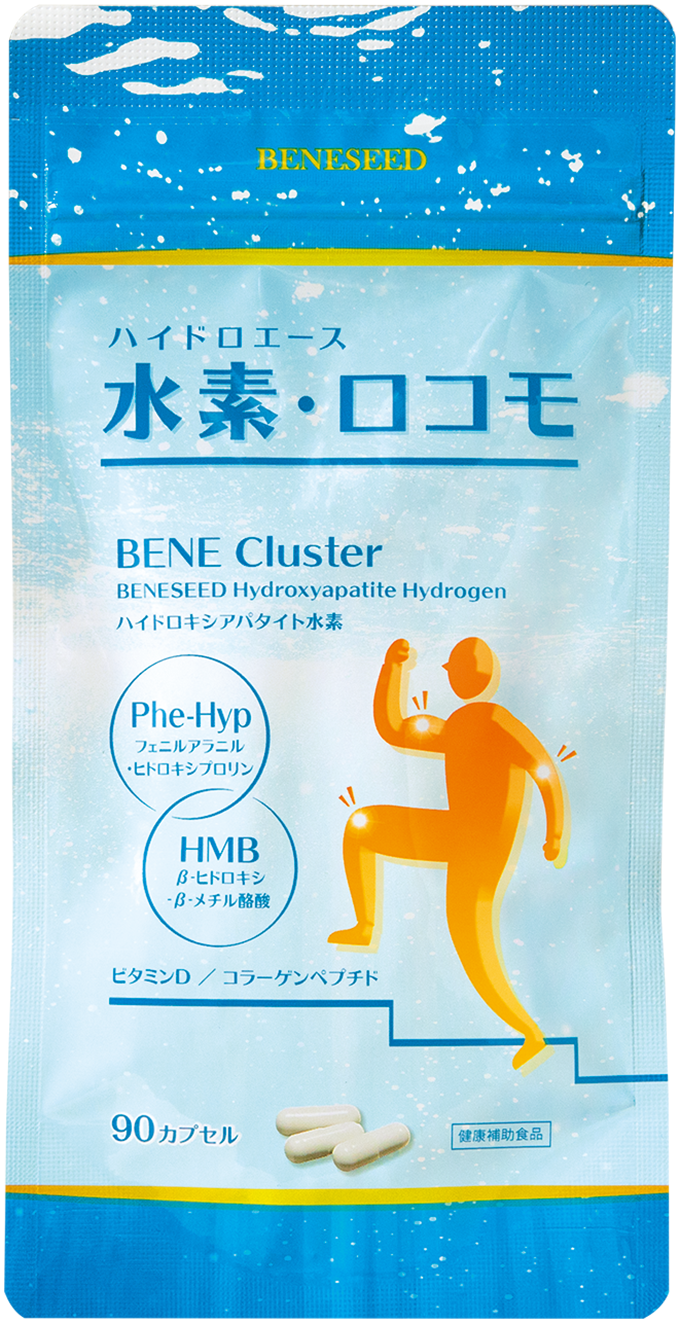 BENESEED
ハイドロエース
水素・ロコモ
BENE Cluster
BENESEED Hydroxyapatite Hydrogen
ハイドロキシアパタイト水素
Phe-Hyp
フェニルアラニル
・ヒドロキシプロリン
HMB
β-ヒドロキシ
-β-メチル酪酸
ビタミンD ／ コラーゲンペプチド
90カプセル
健康補助食品